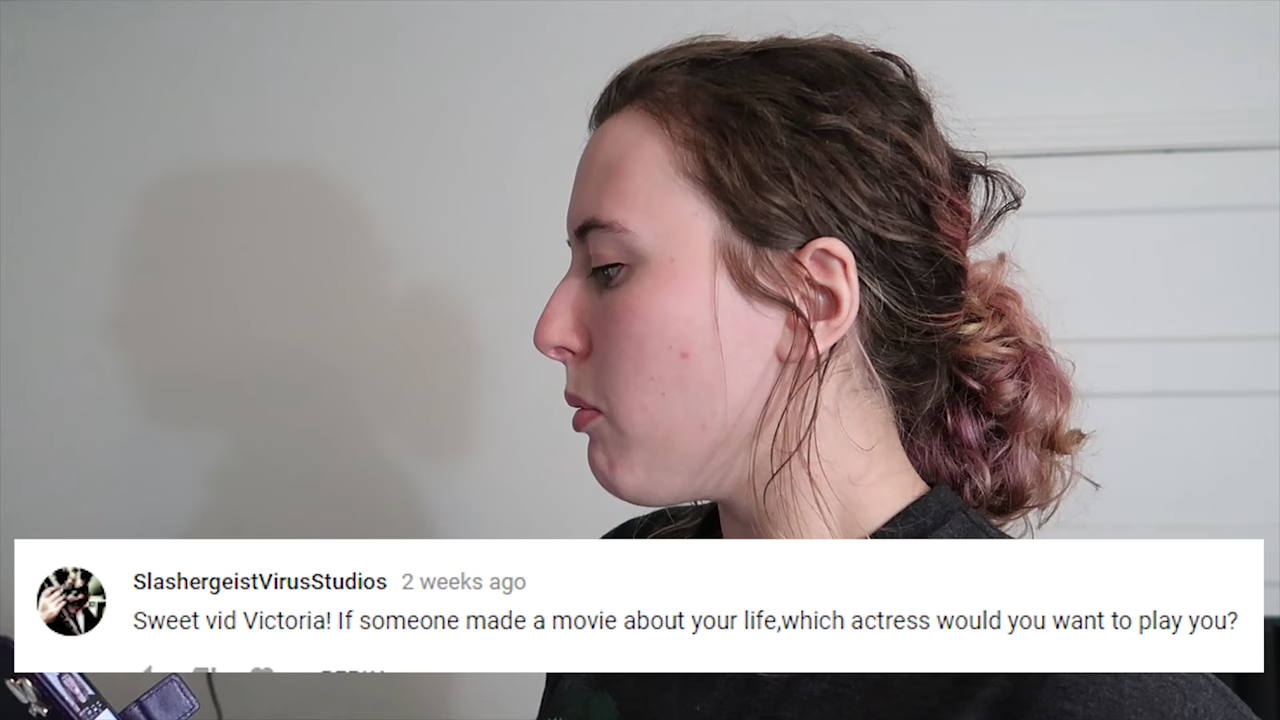 SlashergeistVirusStudios 2 weeks ago
Sweet vid Victoria! If someone made a movie about your life,which actress would you want to play you?